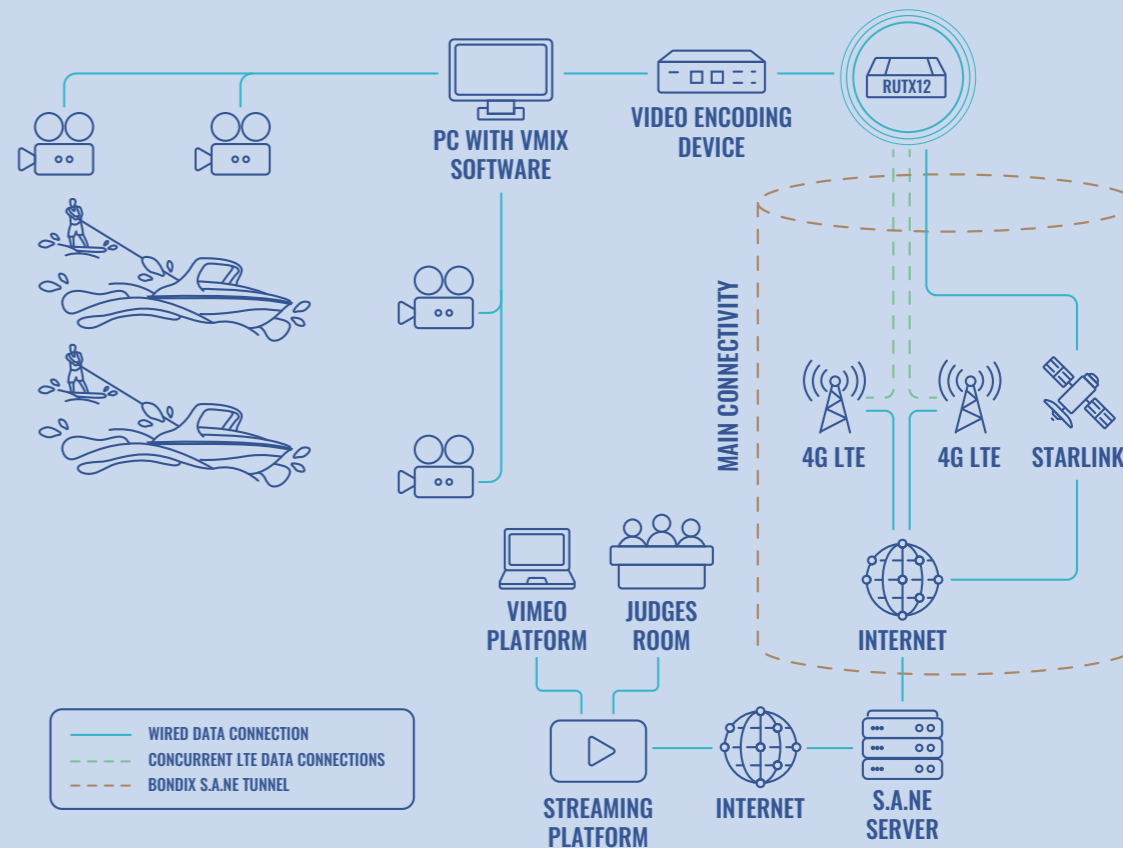 RUTX12
PC WITH VMIX
SOFTWARE
VIDEO ENCODING
DEVICE
MAIN CONNECTIVITY
4G LTE
4G LTE
STARLINK
INTERNET
VIMEO
PLATFORM
JUDGES
ROOM
WIRED DATA CONNECTION
CONCURRENT LTE DATA CONNECTIONS
BONDIX S.A.NE TUNNEL
STREAMING
PLATFORM
INTERNET
S.A.NE
SERVER